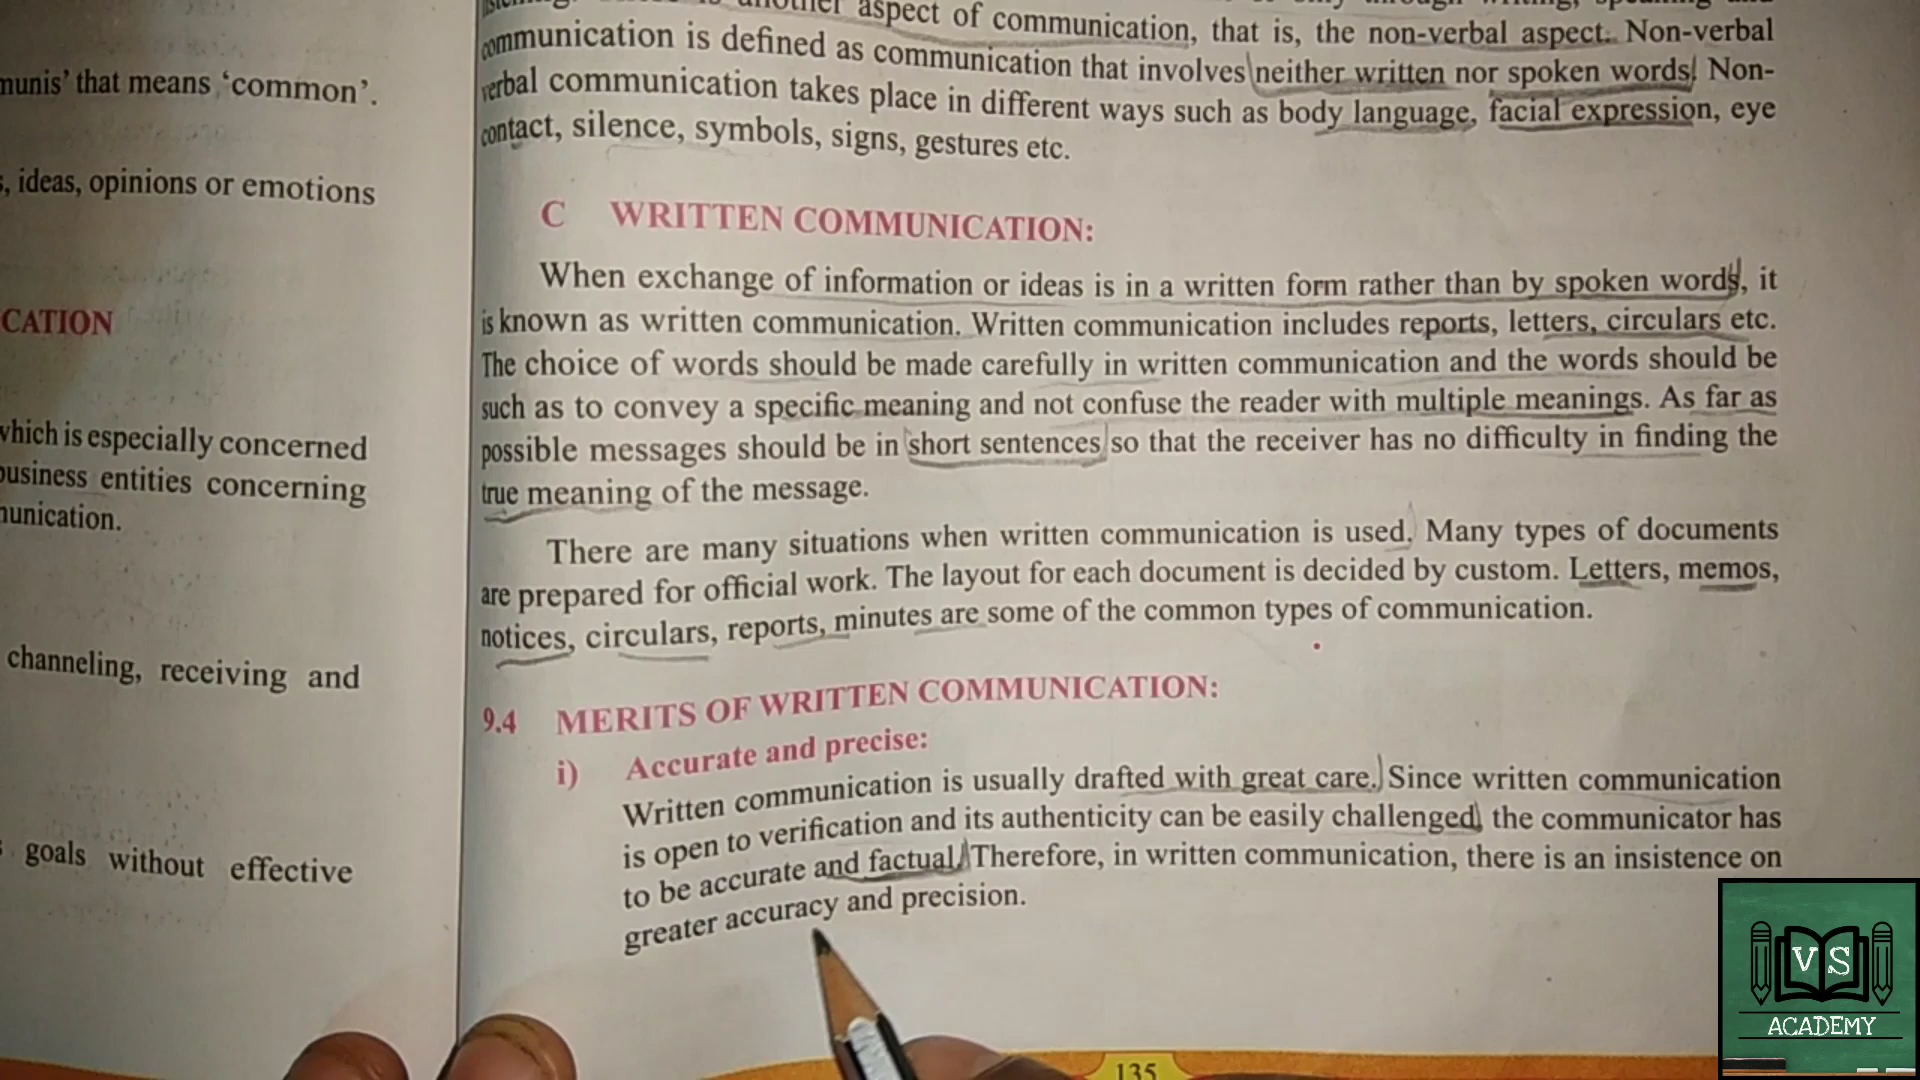 munis' that means 'common'.
, ideas, opinions or emotions
CATION
which is especially concerned
business entities concerning
munication.
channeling, receiving and
goals without effective
another aspect of communication, that is, the non-verbal aspect. Non-verbal
communication is defined as communication that involves neither written nor spoken words. Non-
verbal communication takes place in different ways such as body language, facial expression, eye
contact, silence, symbols, signs, gestures etc.
C WRITTEN COMMUNICATION:
When exchange of information or ideas is in a written form rather than by spoken words, it
is known as written communication. Written communication includes reports, letters, circulars etc.
The choice of words should be made carefully in written communication and the words should be
such as to convey a specific meaning and not confuse the reader with multiple meanings. As far as
possible messages should be in short sentences so that the receiver has no difficulty in finding the
true meaning of the message.
There are many situations when written communication is used. Many types of documents
are prepared for official work. The layout for each document is decided by custom. Letters, memos,
notices, circulars, reports, minutes are some of the common types of communication.
9.4 MERITS OF WRITTEN COMMUNICATION:
i) Accurate and precise:
Written communication is usually drafted with great care. Since written communication
is open to verification and its authenticity can be easily challenged, the communicator has
to be accurate and factual. Therefore, in written communication, there is an insistence on
greater accuracy and precision.
135
VS
ACADEMY